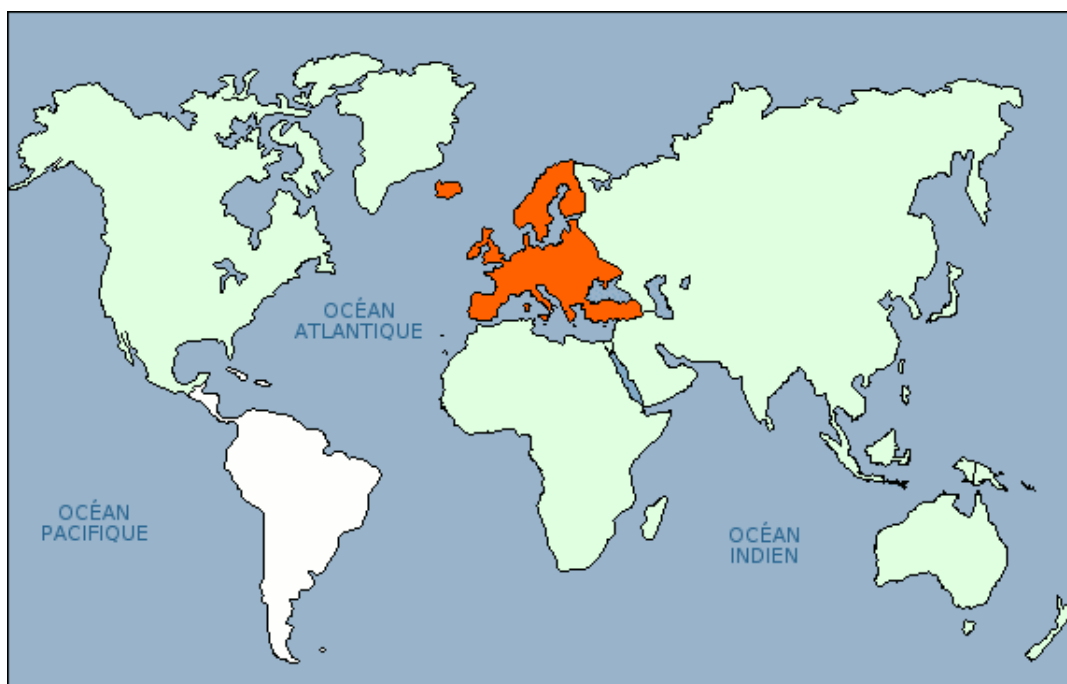 OCÉAN
ATLANTIQUE
OCÉAN
PACIFIQUE
OCÉAN
INDIEN